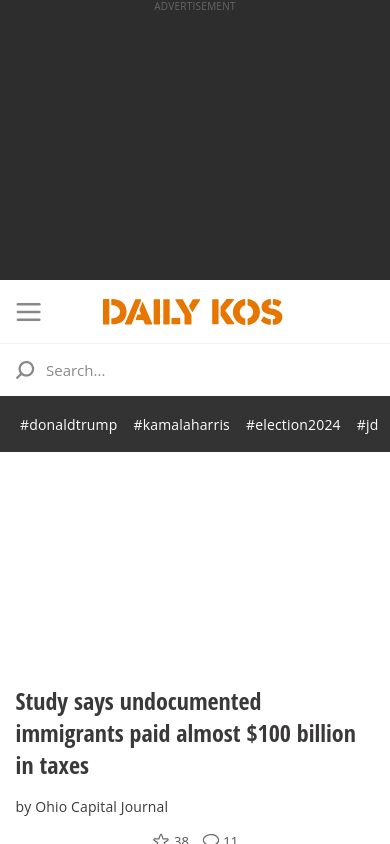 ADVERTISEMENT
DAILY KOS
Search...
#donaldtrump #kamalaharris #election2024 #jd
Study says undocumented
immigrants paid almost $100 billion
in taxes
by Ohio Capital Journal
38 11